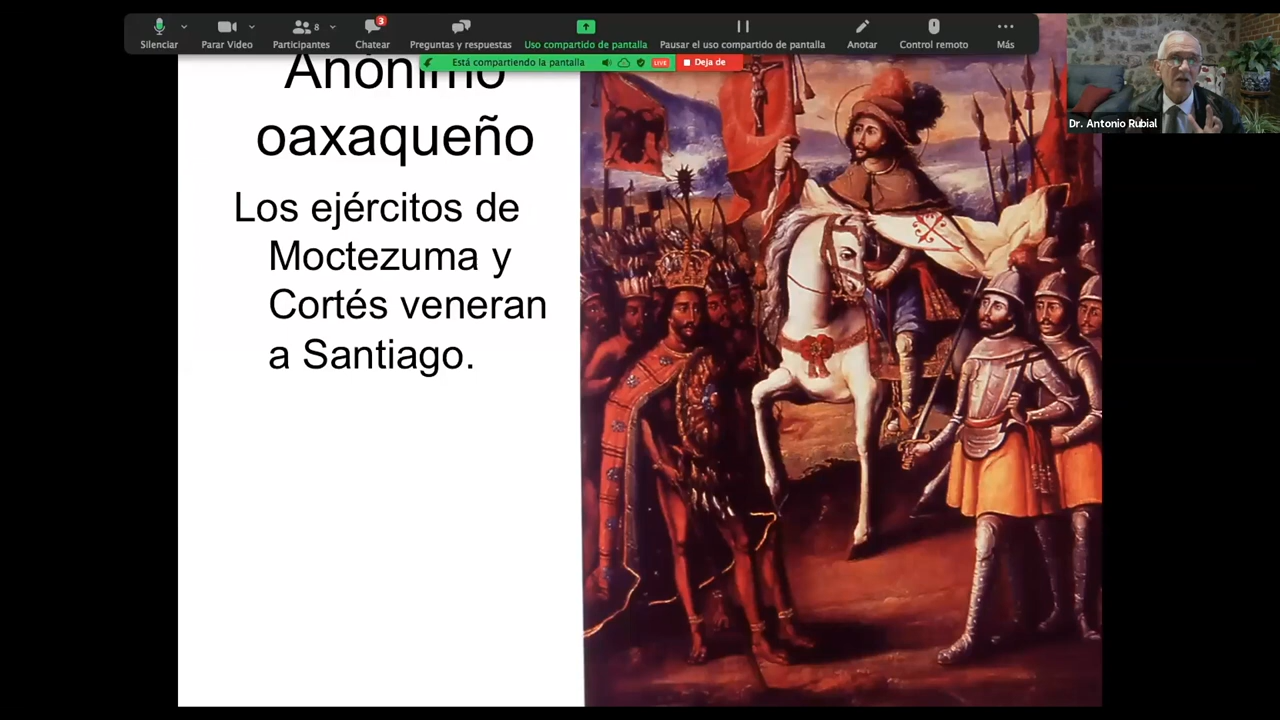 8
3
Silenciar
Parar Video
Participantes
Chatear
Preguntas y respuestas
Uso compartido de pantalla
Pausar el uso compartido de pantalla
Anotar
Control remoto
Más
Está compartiendo la pantalla
LIVE
Deja de
Dr. Antonio Rubial
Anónimo
oaxaqueño
Los ejércitos de
Moctezuma y
Cortés veneran
a Santiago.